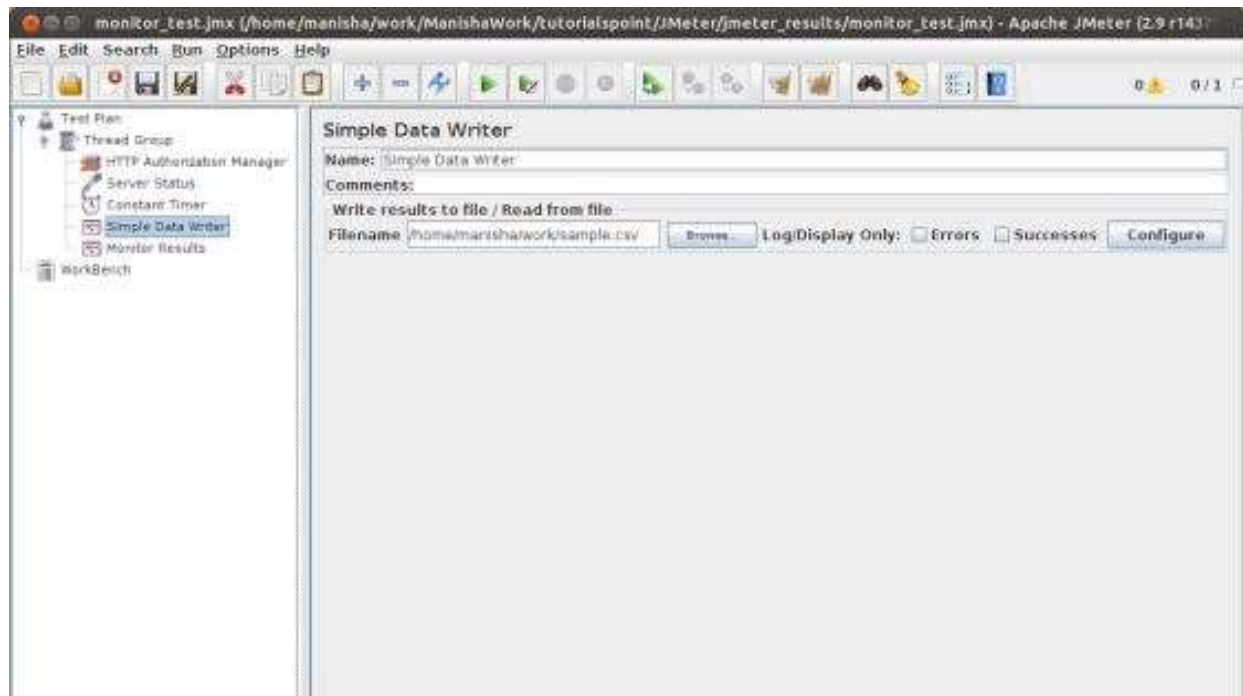 monitor_test.jmx (/home/manisha/work/ManishaWork/tutorialspoint/JMeter/jmeter_results/monitor_test.jmx) - Apache JMeter (2.9 r1437
File Edit Search Run Options Help
0 0 / 1
Test Plan
Thread Group
HTTP Authorization Manager
Server Status
Constant Timer
Simple Data Writer
Monitor Results
WorkBench
Simple Data Writer
Name: Simple Data Writer
Comments:
Write results to file / Read from file
Filename /home/manisha/work/sample.csv Browse... Log/Display Only: Errors Successes Configure